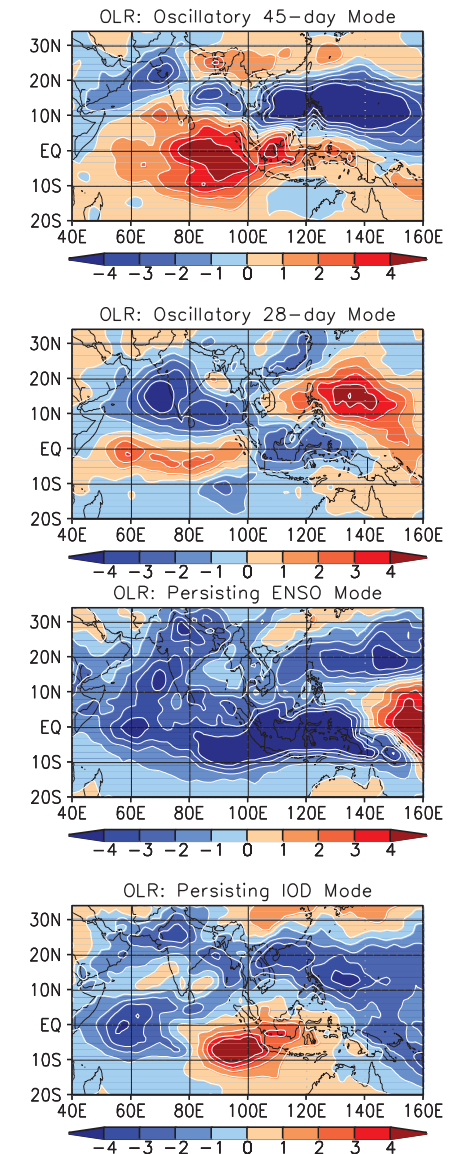 OLR: Oscillatory 45-day Mode
30N
20N
10N
EQ
10S
20S
40E 60E 80E 100E 120E 140E 160E
-4 -3 -2 -1 0 1 2 3 4
OLR: Oscillatory 28-day Mode
30N
20N
10N
EQ
10S
20S
40E 60E 80E 100E 120E 140E 160E
-4 -3 -2 -1 0 1 2 3 4
OLR: Persisting ENSO Mode
30N
20N
10N
EQ
10S
20S
40E 60E 80E 100E 120E 140E 160E
-4 -3 -2 -1 0 1 2 3 4
OLR: Persisting IOD Mode
30N
20N
10N
EQ
10S
20S
40E 60E 80E 100E 120E 140E 160E
-4 -3 -2 -1 0 1 2 3 4